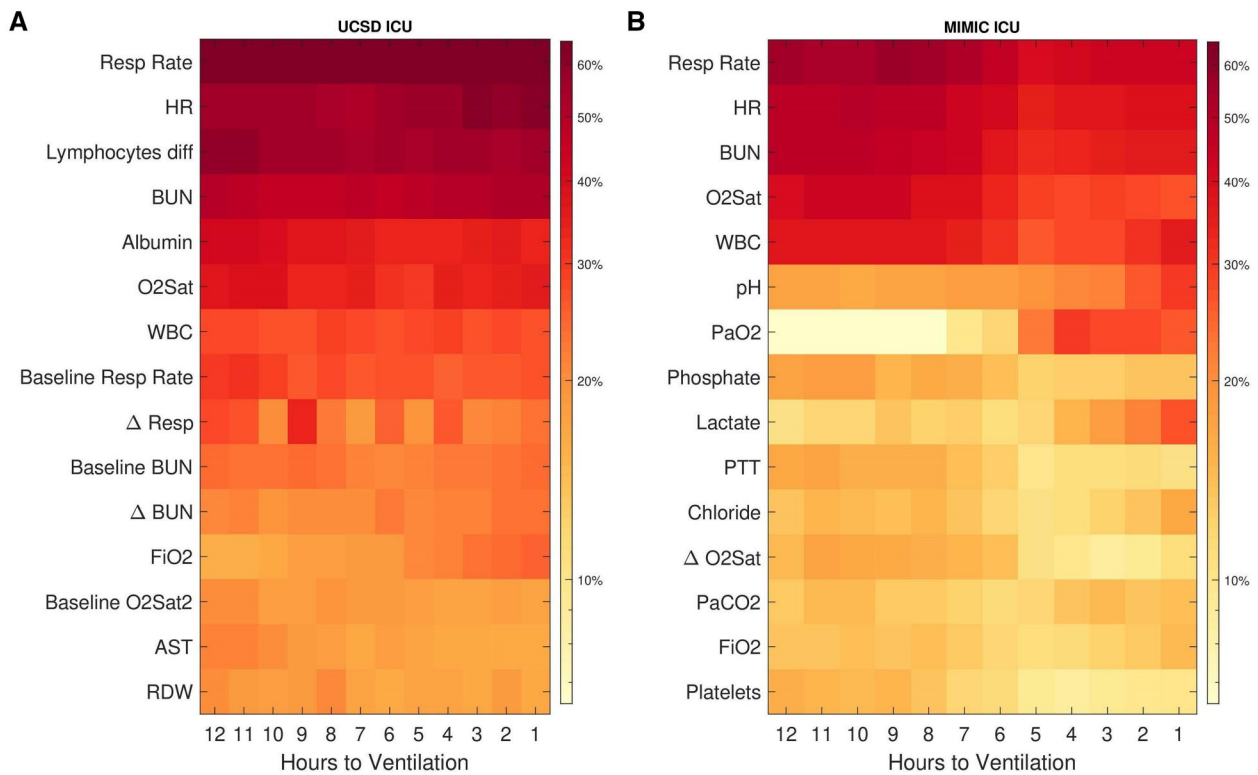 A
UCSD ICU
Resp Rate
HR
Lymphocytes diff
BUN
Albumin
O2Sat
WBC
Baseline Resp Rate
Δ Resp
Baseline BUN
Δ BUN
FiO2
Baseline O2Sat2
AST
RDW
12 11 10 9 8 7 6 5 4 3 2 1
Hours to Ventilation
60%
50%
40%
30%
20%
10%
B
MIMIC ICU
Resp Rate
HR
BUN
O2Sat
WBC
pH
PaO2
Phosphate
Lactate
PTT
Chloride
Δ O2Sat
PaCO2
FiO2
Platelets
12 11 10 9 8 7 6 5 4 3 2 1
Hours to Ventilation
60%
50%
40%
30%
20%
10%